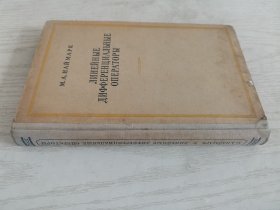 М.А.НАЙМАРК
ЛИНЕЙНЫЕ
ДИФФЕРЕНЦИАЛЬНЫЕ
ОПЕРАТОРЫ